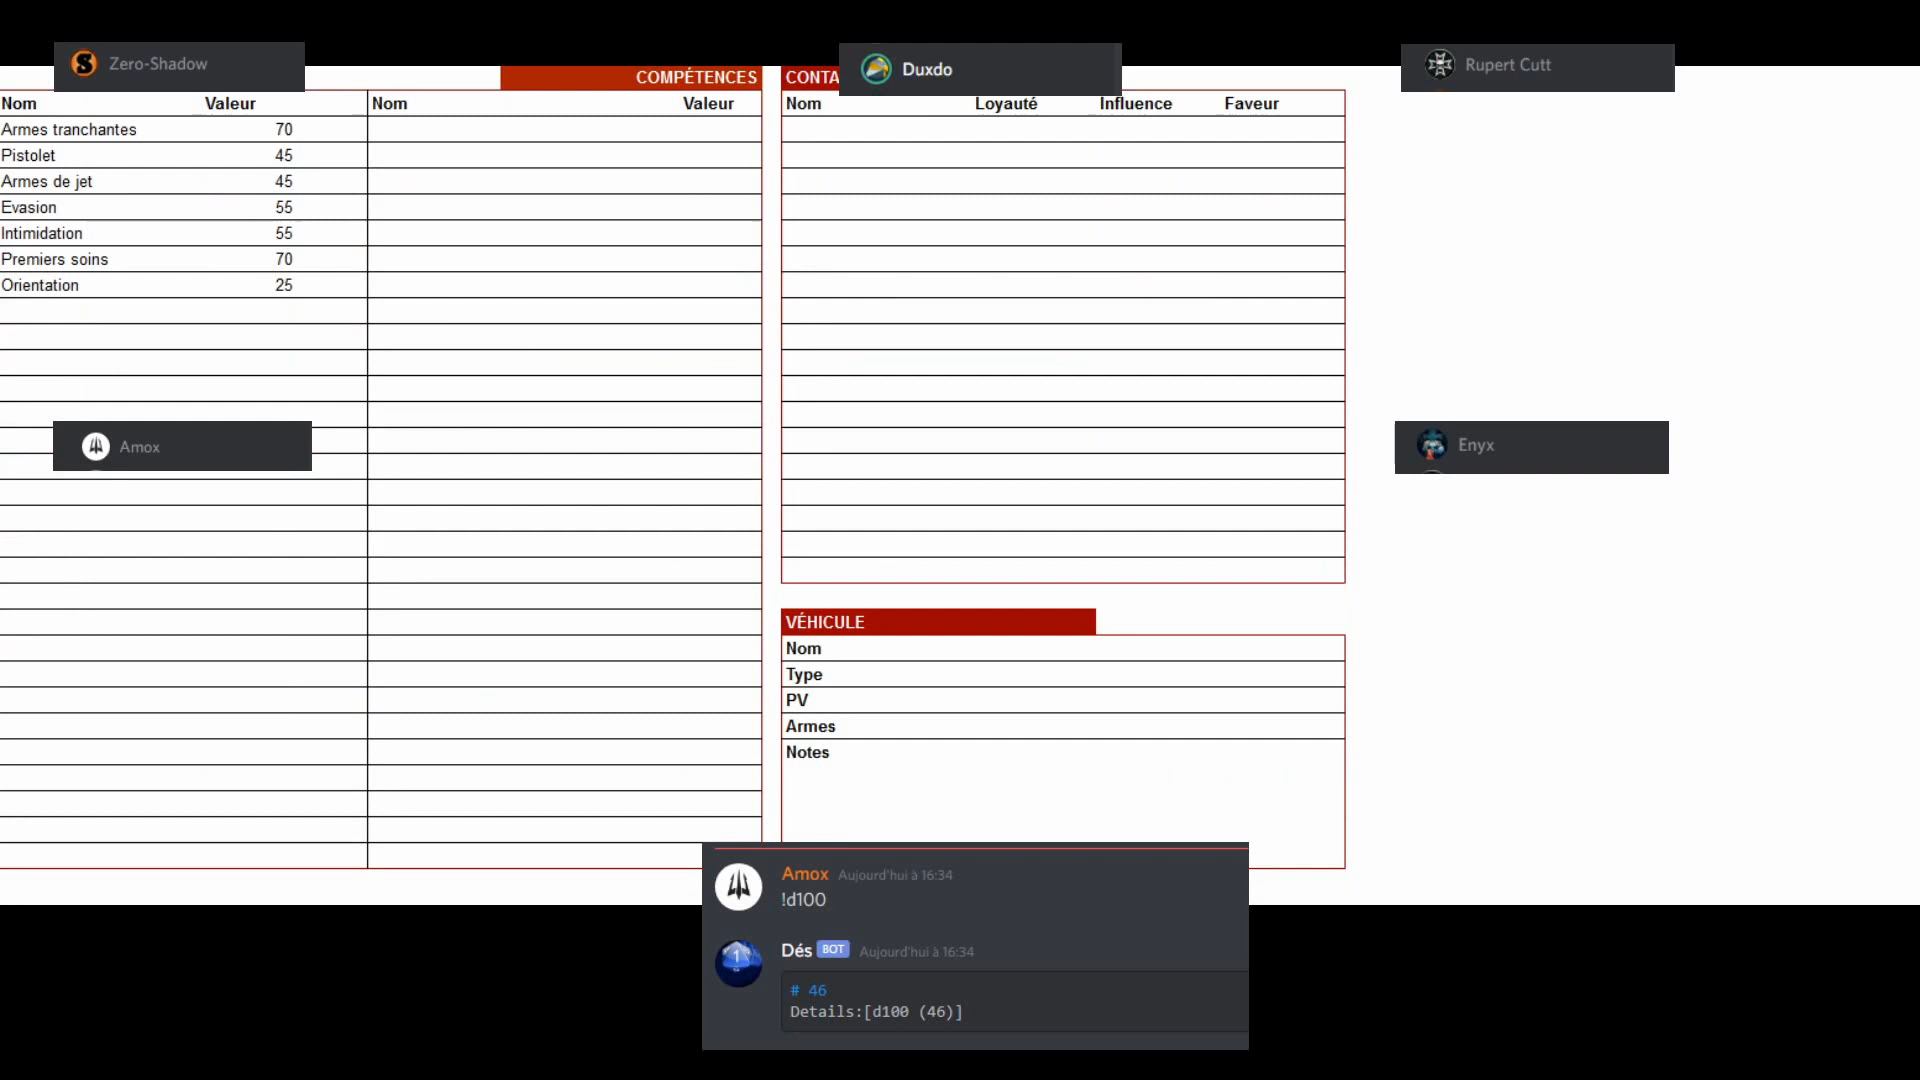 Zero-Shadow
Duxdo
Rupert Cutt
COMPÉTENCES
CONTA
Nom Valeur Nom Valeur
Nom Loyauté Influence Faveur
Armes tranchantes 70
Pistolet 45
Armes de jet 45
Evasion 55
Intimidation 55
Premiers soins 70
Orientation 25
Amox
Enyx
VÉHICULE
Nom
Type
PV
Armes
Notes
Amox Aujourd'hui à 16:34
!d100
Dés BOT Aujourd'hui à 16:34
# 46
Details:[d100 (46)]